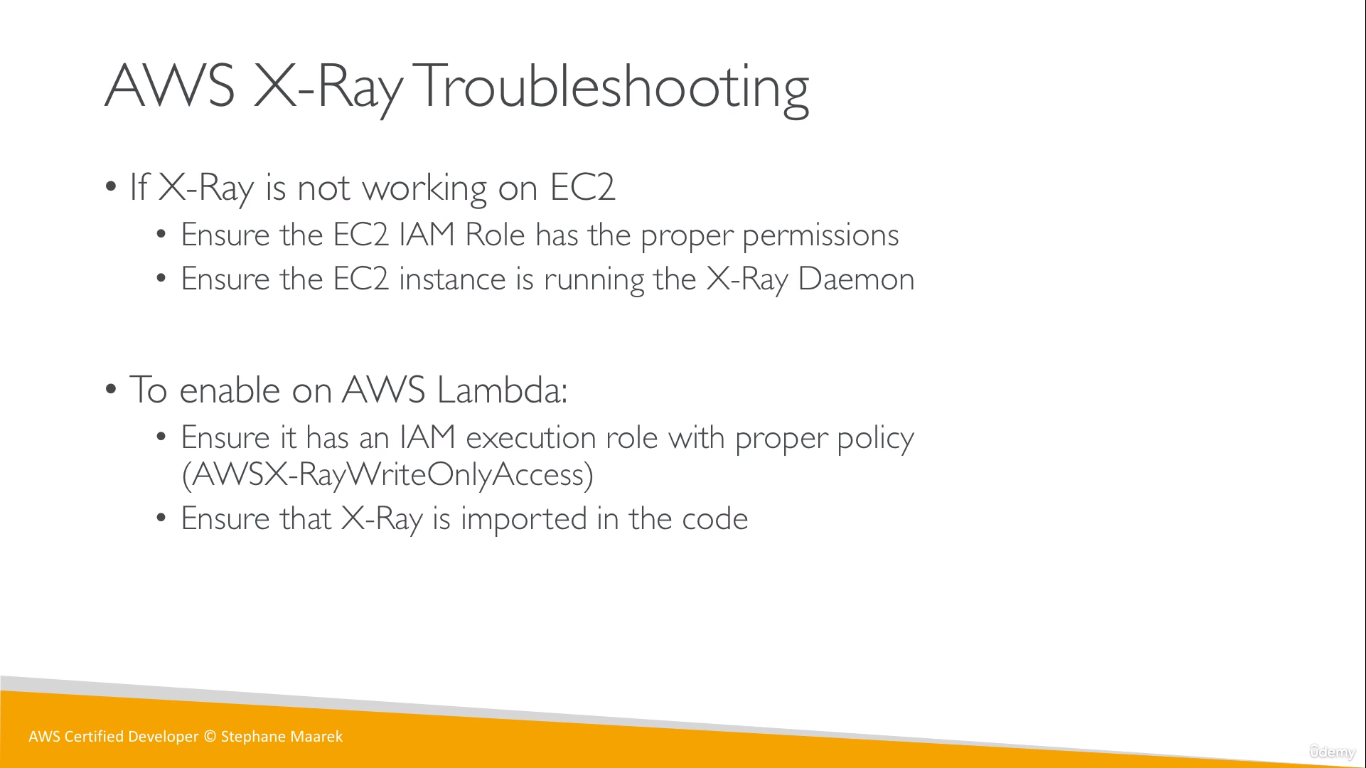 AWS X-Ray Troubleshooting
• If X-Ray is not working on EC2
• Ensure the EC2 IAM Role has the proper permissions
• Ensure the EC2 instance is running the X-Ray Daemon
• To enable on AWS Lambda:
• Ensure it has an IAM execution role with proper policy
(AWSX-RayWriteOnlyAccess)
• Ensure that X-Ray is imported in the code
AWS Certified Developer © Stephane Maarek
ûdemy